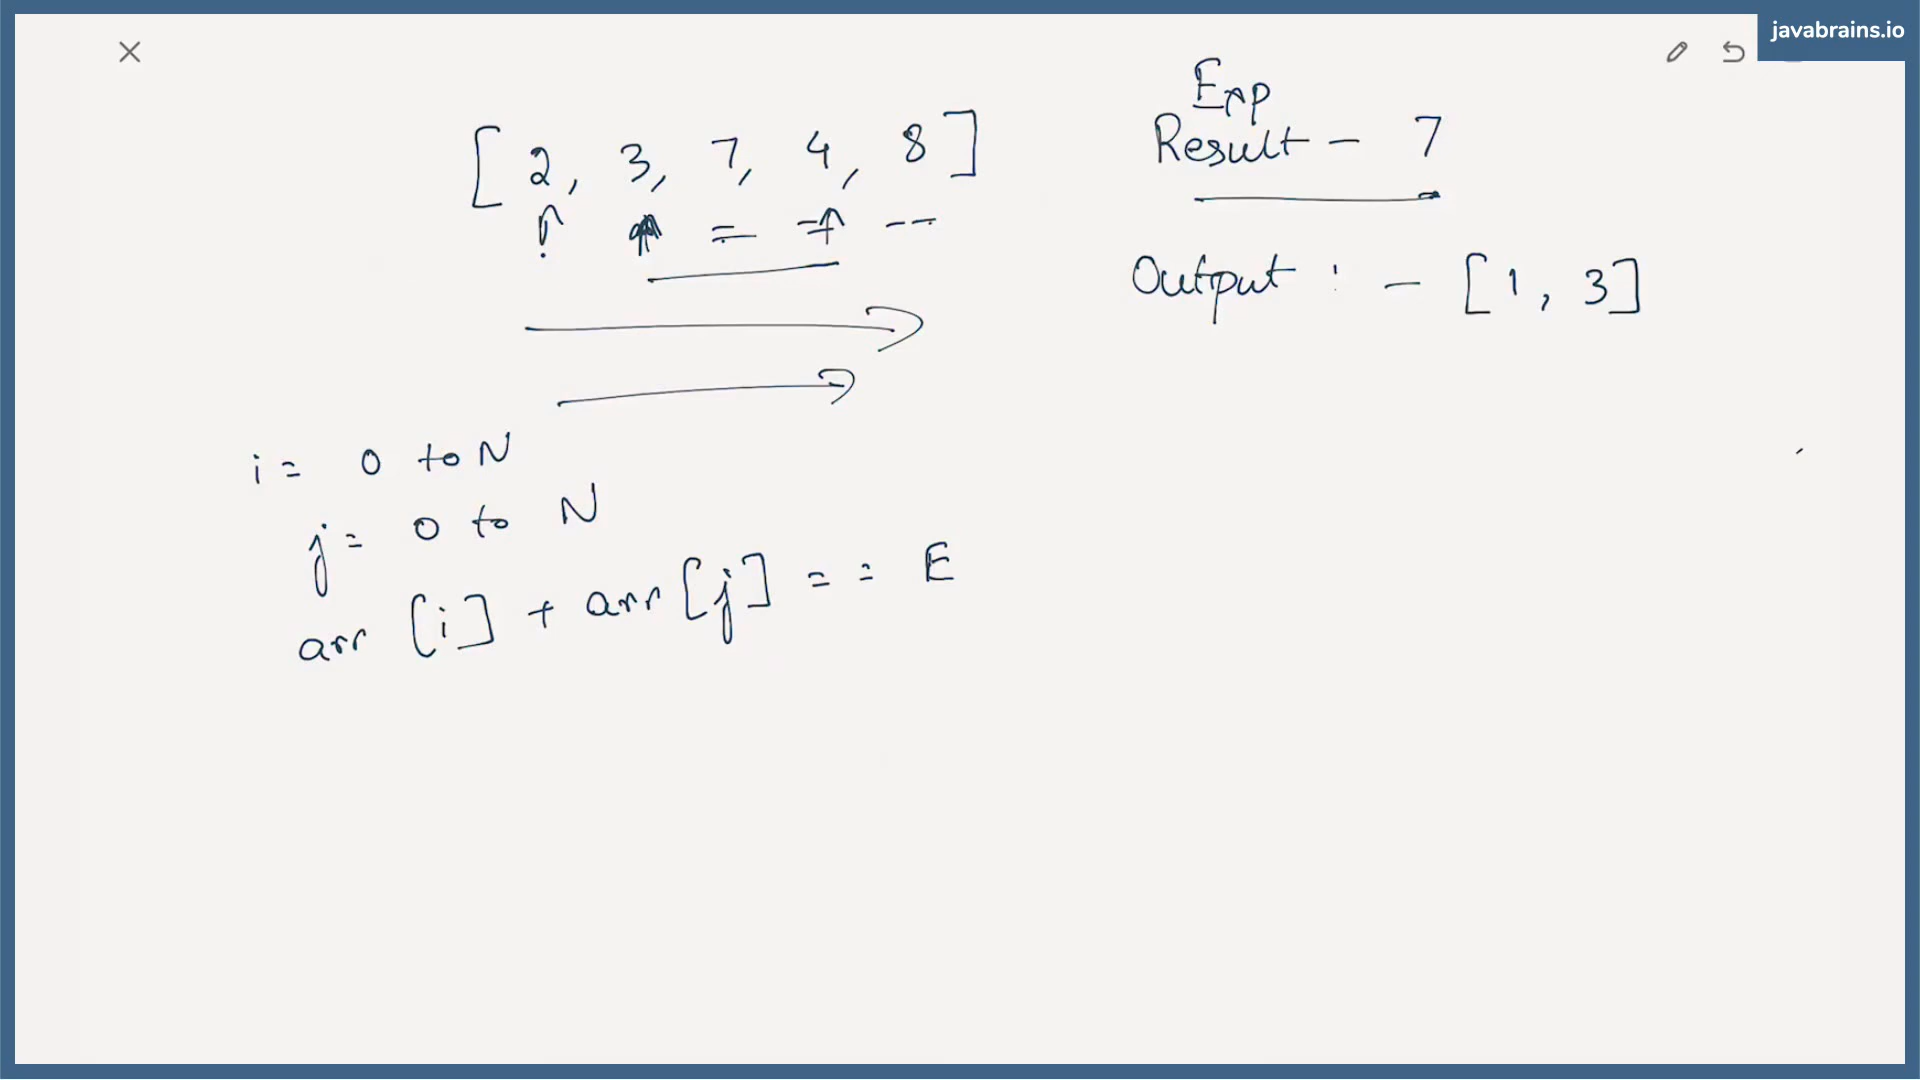 javabrains.io
[2, 3, 7, 4, 8]
Exp
Result - 7
Output : - [1, 3]
i = 0 to N
j = 0 to N
arr [i] + arr [j] == E